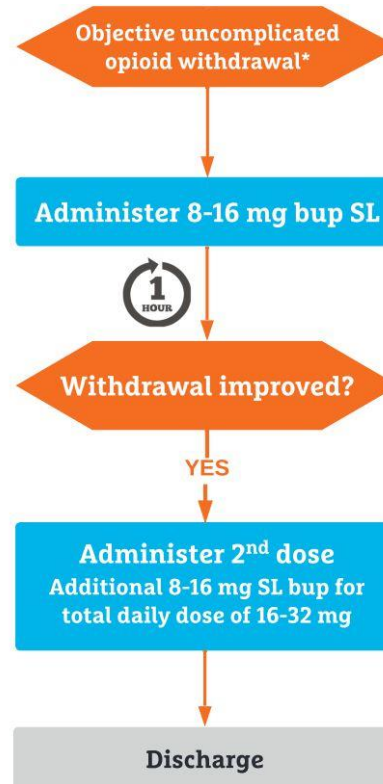 Objective uncomplicated
opioid withdrawal*
Administer 8-16 mg bup SL
1
HOUR
Withdrawal improved?
YES
Administer 2nd dose
Additional 8-16 mg SL bup for
total daily dose of 16-32 mg
Discharge